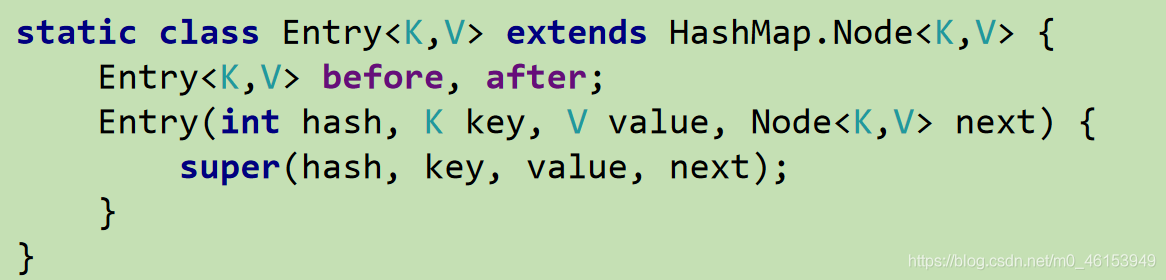 static class Entry<K,V> extends HashMap.Node<K,V> {
    Entry<K,V> before, after;
    Entry(int hash, K key, V value, Node<K,V> next) {
        super(hash, key, value, next);
    }
}
https://blog.csdn.net/m0_46153949